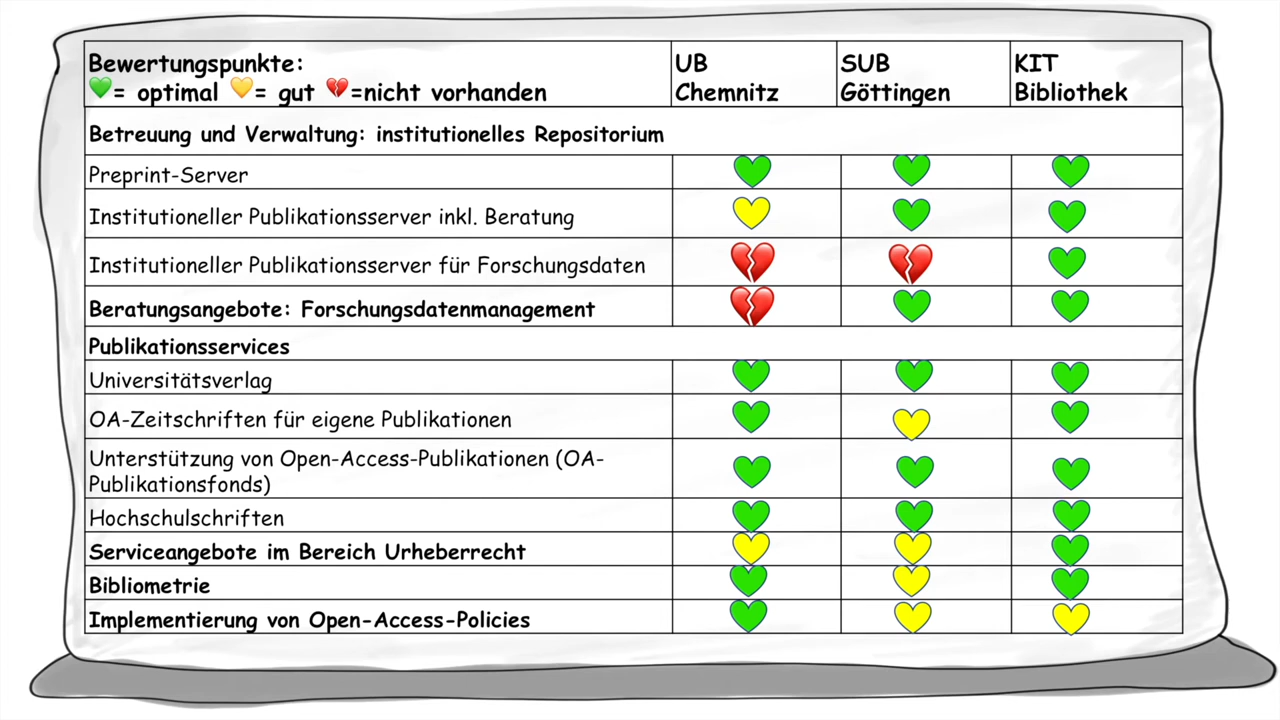 Bewertungspunkte:
💚= optimal 💛= gut 💔=nicht vorhanden
UB
Chemnitz
SUB
Göttingen
KIT
Bibliothek
Betreuung und Verwaltung: institutionelles Repositorium
Preprint-Server
Institutioneller Publikationsserver inkl. Beratung
Institutioneller Publikationsserver für Forschungsdaten
Beratungsangebote: Forschungsdatenmanagement
Publikationsservices
Universitätsverlag
OA-Zeitschriften für eigene Publikationen
Unterstützung von Open-Access-Publikationen (OA-
Publikationsfonds)
Hochschulschriften
Serviceangebote im Bereich Urheberrecht
Bibliometrie
Implementierung von Open-Access-Policies